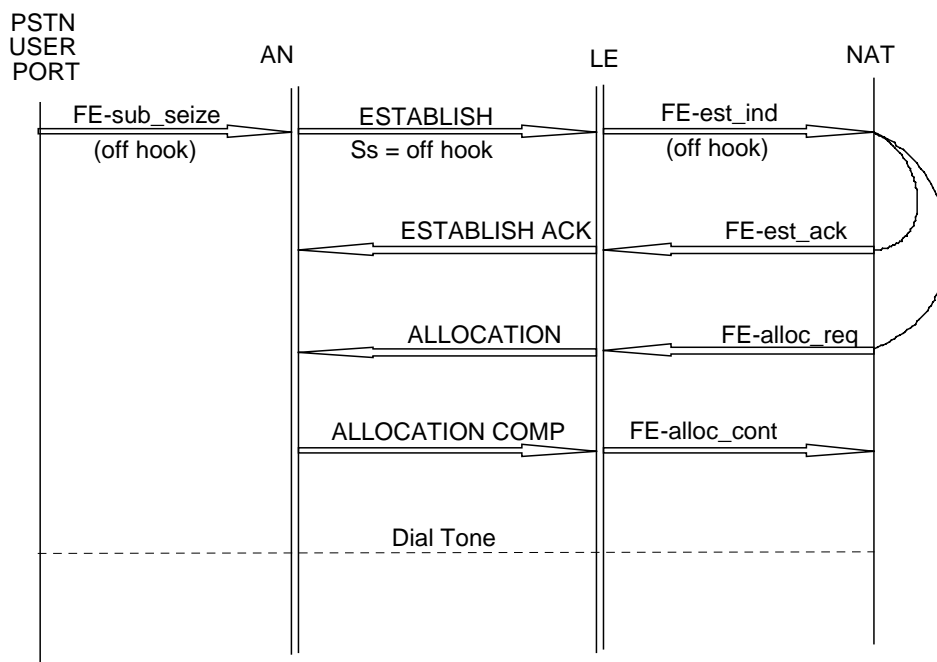 PSTN
USER
PORT
AN
LE
NAT
FE-sub_seize
(off hook)
ESTABLISH
Ss = off hook
FE-est_ind
(off hook)
ESTABLISH ACK
FE-est_ack
ALLOCATION
FE-alloc_req
ALLOCATION COMP
FE-alloc_cont
Dial Tone